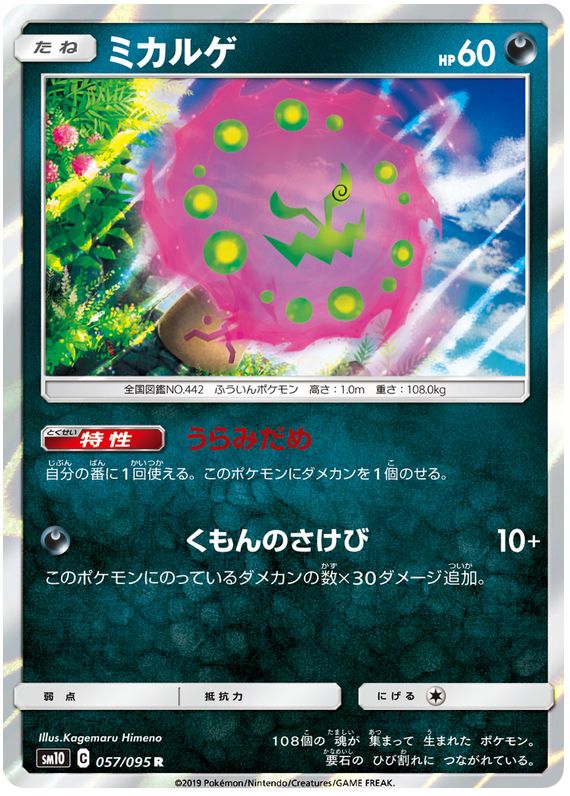 たね ミカルゲ HP60
全国図鑑NO.442 ふういんポケモン 高さ：1.0m 重さ：108.0kg
とくせい 特性 うらみだめ
自分の番に1回使える。このポケモンにダメカンを1個のせる。
くもんのさけび 10+
このポケモンにのっているダメカンの数×30ダメージ追加。
弱点 抵抗力 にげる
Illus.Kagemaru Himeno
SM10 C 057/095 R
108個の魂が 集まって 生まれた ポケモン。
要石の ひび割れに つながれている。
©2019 Pokémon/Nintendo/Creatures/GAME FREAK.